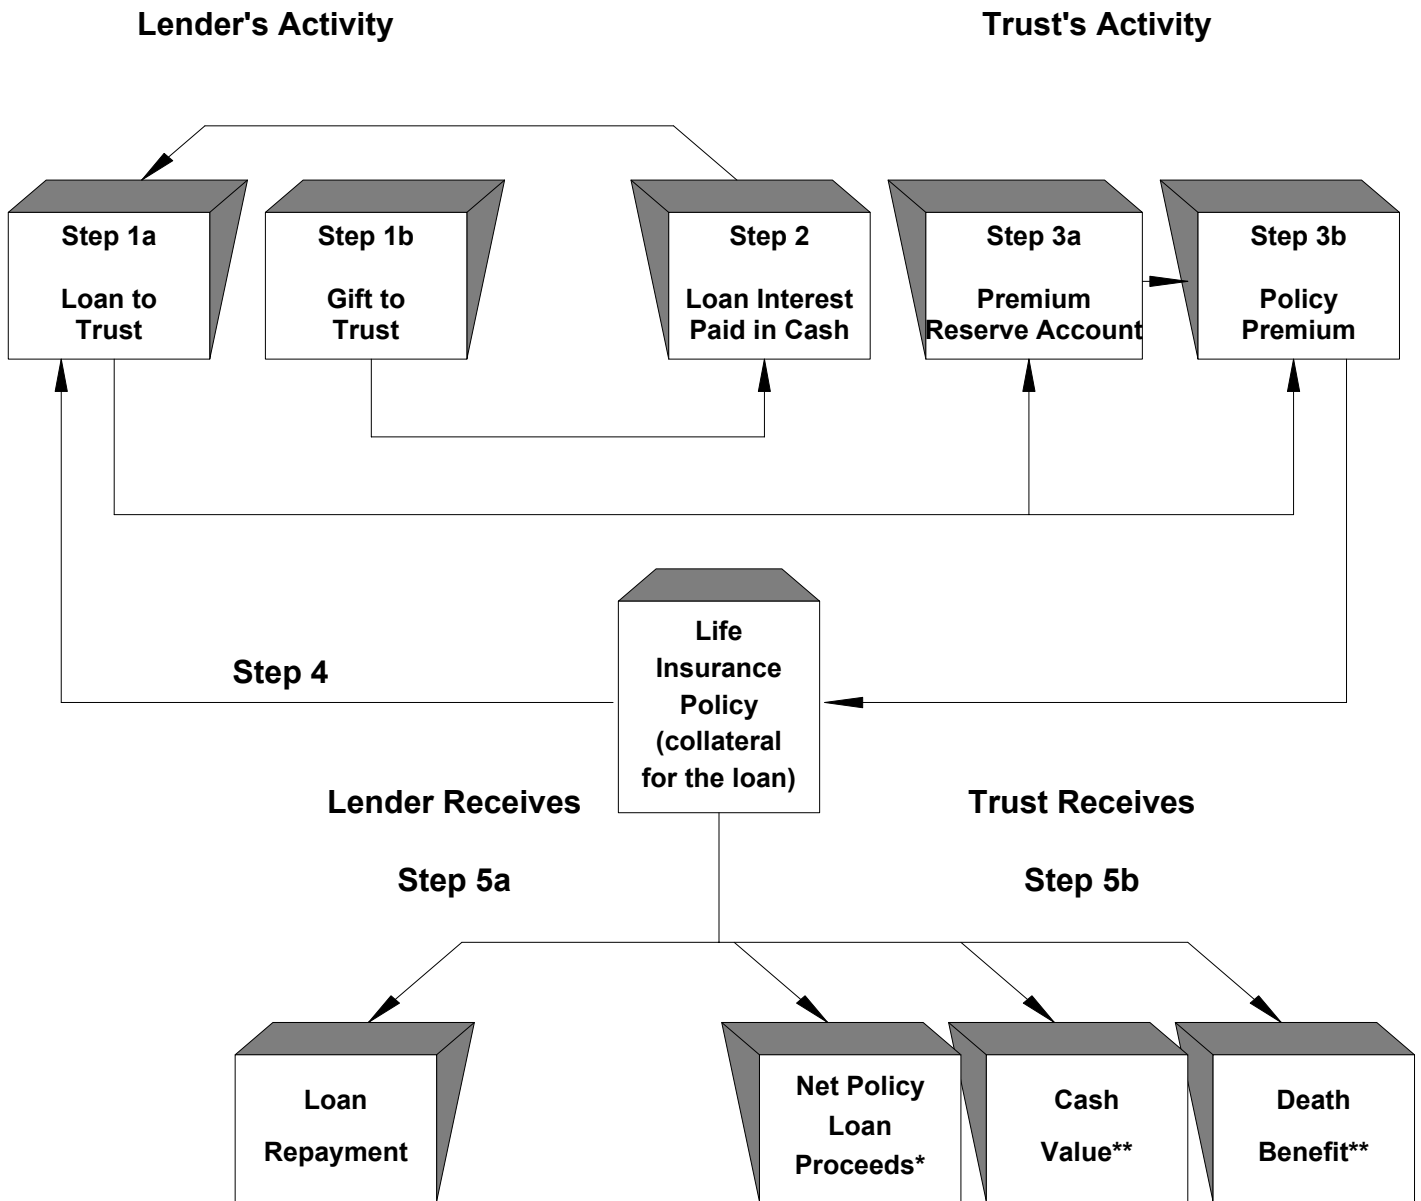 Lender's Activity
Trust's Activity
Step 1a
Loan to
Trust
Step 1b
Gift to
Trust
Step 2
Loan Interest
Paid in Cash
Step 3a
Premium
Reserve Account
Step 3b
Policy
Premium
Life
Insurance
Policy
(collateral
for the loan)
Step 4
Lender Receives
Trust Receives
Step 5a
Step 5b
Loan
Repayment
Net Policy
Loan
Proceeds*
Cash
Value**
Death
Benefit**